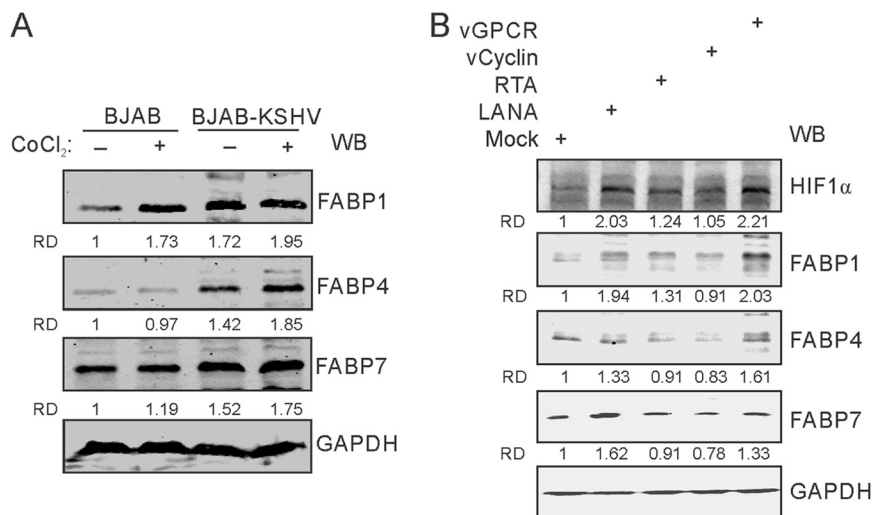 A
BJAB BJAB-KSHV
CoCl2: – + – + WB
FABP1
RD 1 1.73 1.72 1.95
FABP4
RD 1 0.97 1.42 1.85
FABP7
RD 1 1.19 1.52 1.75
GAPDH
B
vGPCR +
vCyclin +
RTA +
LANA +
Mock + WB
HIF1α
RD 1 2.03 1.24 1.05 2.21
FABP1
RD 1 1.94 1.31 0.91 2.03
FABP4
RD 1 1.33 0.91 0.83 1.61
FABP7
RD 1 1.62 0.91 0.78 1.33
GAPDH